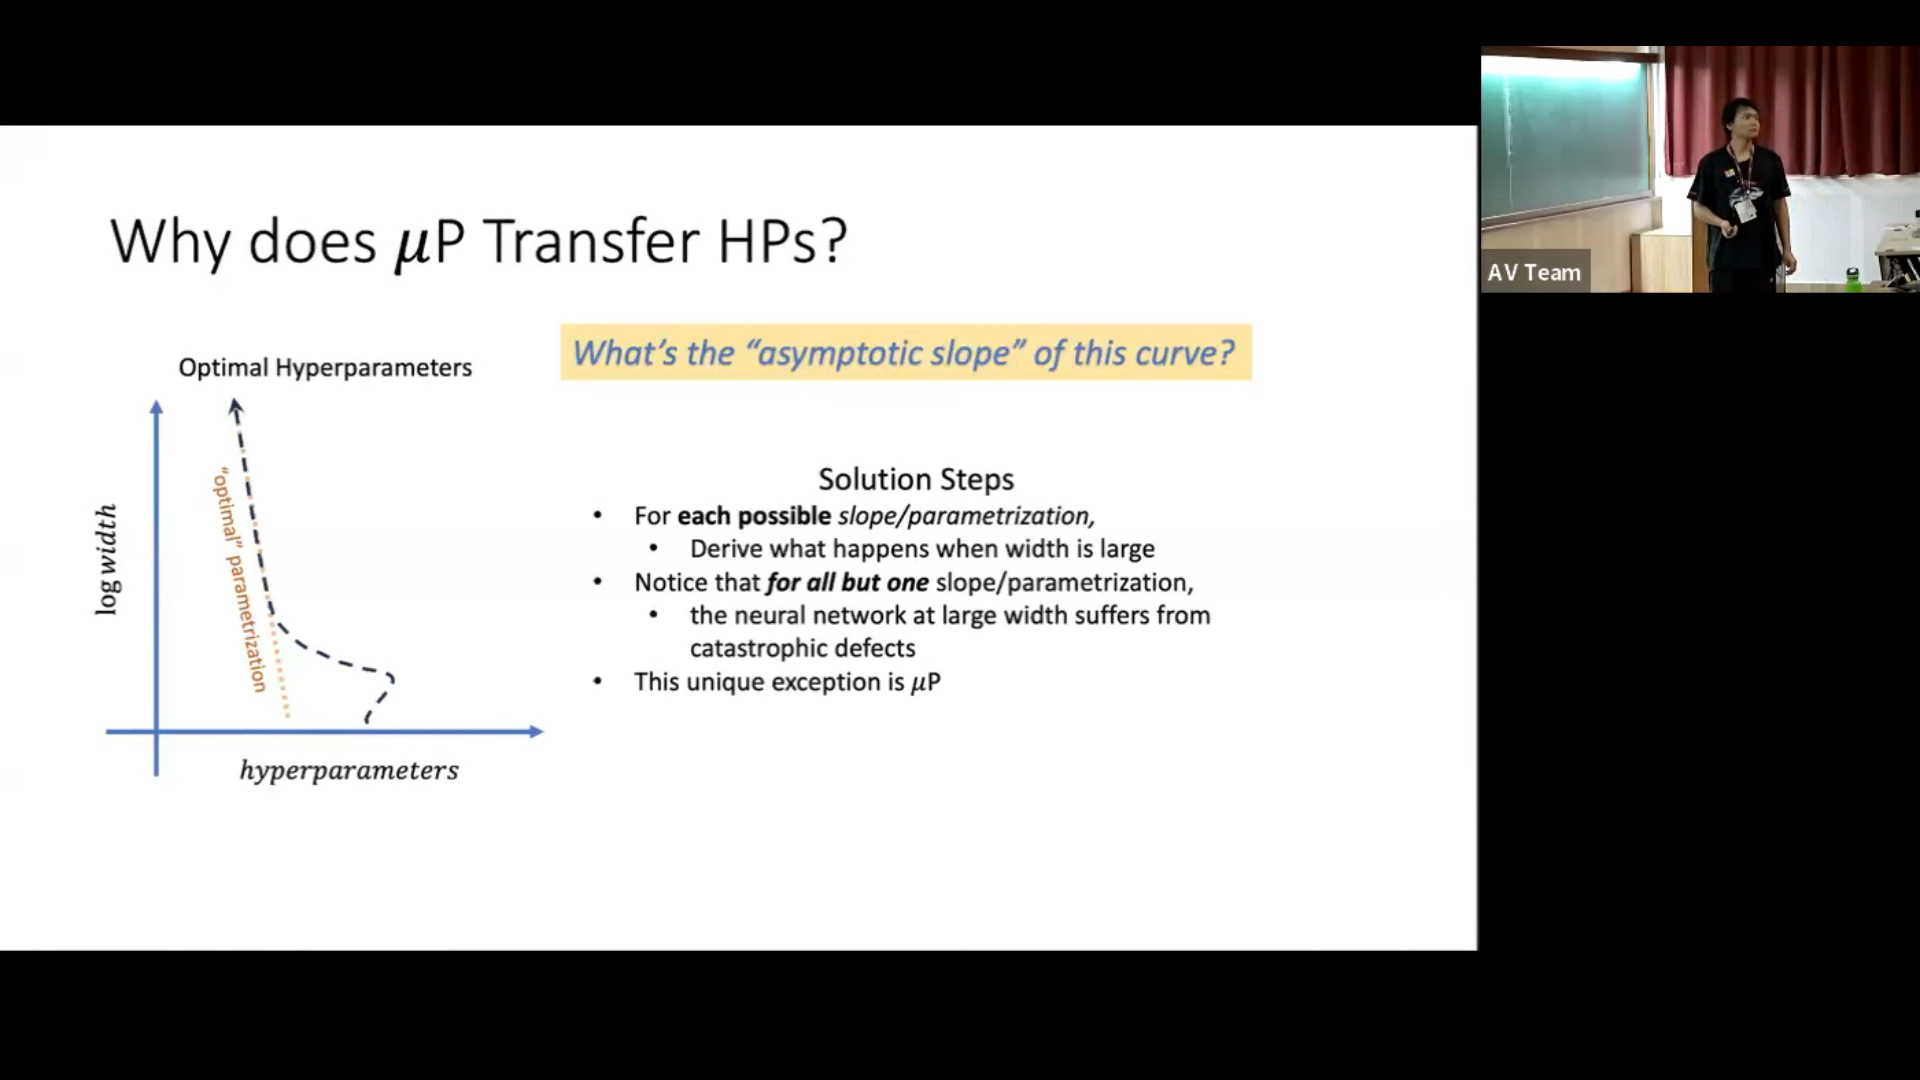 Why does 𝝁P Transfer HPs?
What's the “asymptotic slope” of this curve?
Optimal Hyperparameters
log width
“optimal” parametrization
hyperparameters
Solution Steps
• For each possible slope/parametrization,
• Derive what happens when width is large
• Notice that for all but one slope/parametrization,
• the neural network at large width suffers from
catastrophic defects
• This unique exception is 𝜇P
AV Team